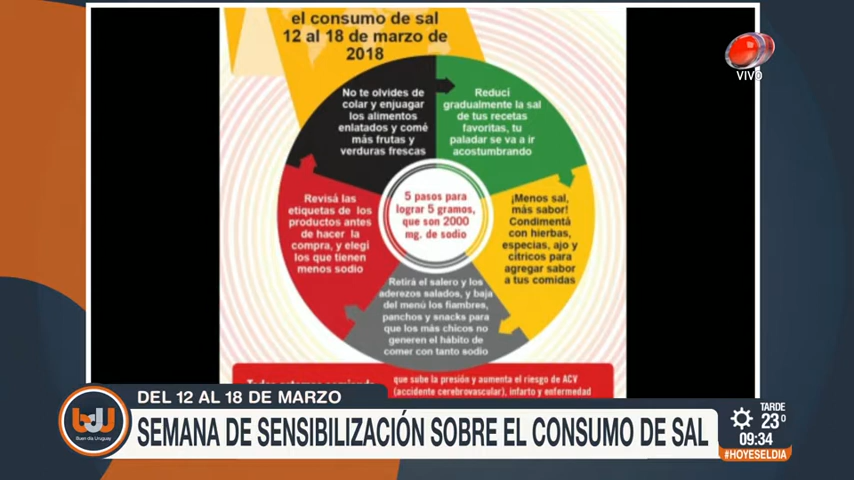 el consumo de sal
12 al 18 de marzo de
2018
No te olvides de
colar y enjuagar
los alimentos
enlatados y comé
más frutas y
verduras frescas
Reducí
gradualmente la sal
de tus recetas
favoritas, tu
paladar se va a ir
acostumbrando
¡Menos sal,
más sabor!
Condimentá
con hierbas,
especias, ajo y
cítricos para
agregar sabor
a tus comidas
Retirá el salero y los
aderezos salados, y baja
del menú los fiambres,
panchos y snacks para
que los más chicos no
generen el hábito de
comer con tanto sodio
Revisá las
etiquetas de los
productos antes
de hacer la
compra, y elegí
los que tienen
menos sodio
5 pasos para
lograr 5 gramos,
que son 2000
mg. de sodio
que sube la presión y aumenta el riesgo de ACV
(accidente cerebrovascular), infarto y enfermedad
VIVO
DEL 12 AL 18 DE MARZO
SEMANA DE SENSIBILIZACIÓN SOBRE EL CONSUMO DE SAL
Buen día Uruguay
TARDE
23°
09:34
#HOYESELDIA